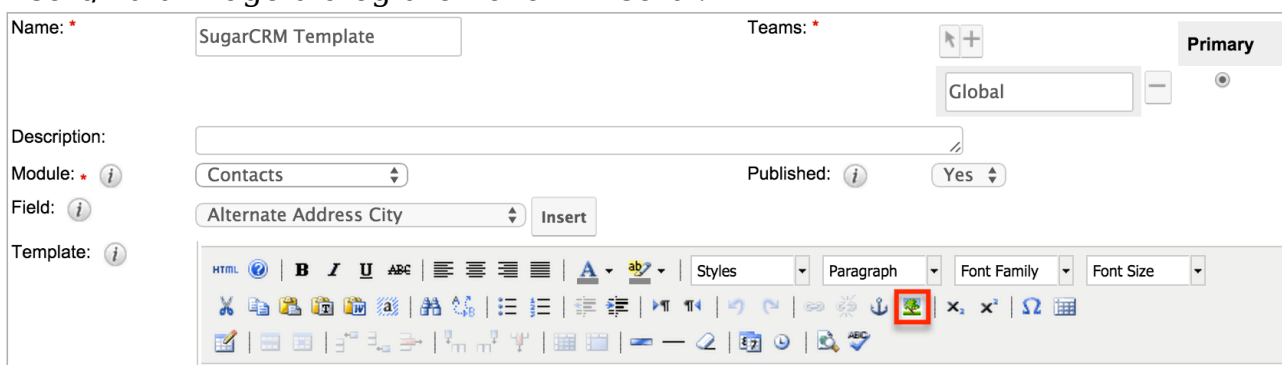 Name: * SugarCRM Template Teams: * Primary
Global
Description:
Module: * i Contacts Published: i Yes
Field: i Alternate Address City Insert
Template: i
HTML ? B I U ABC A ab Styles Paragraph Font Family Font Size